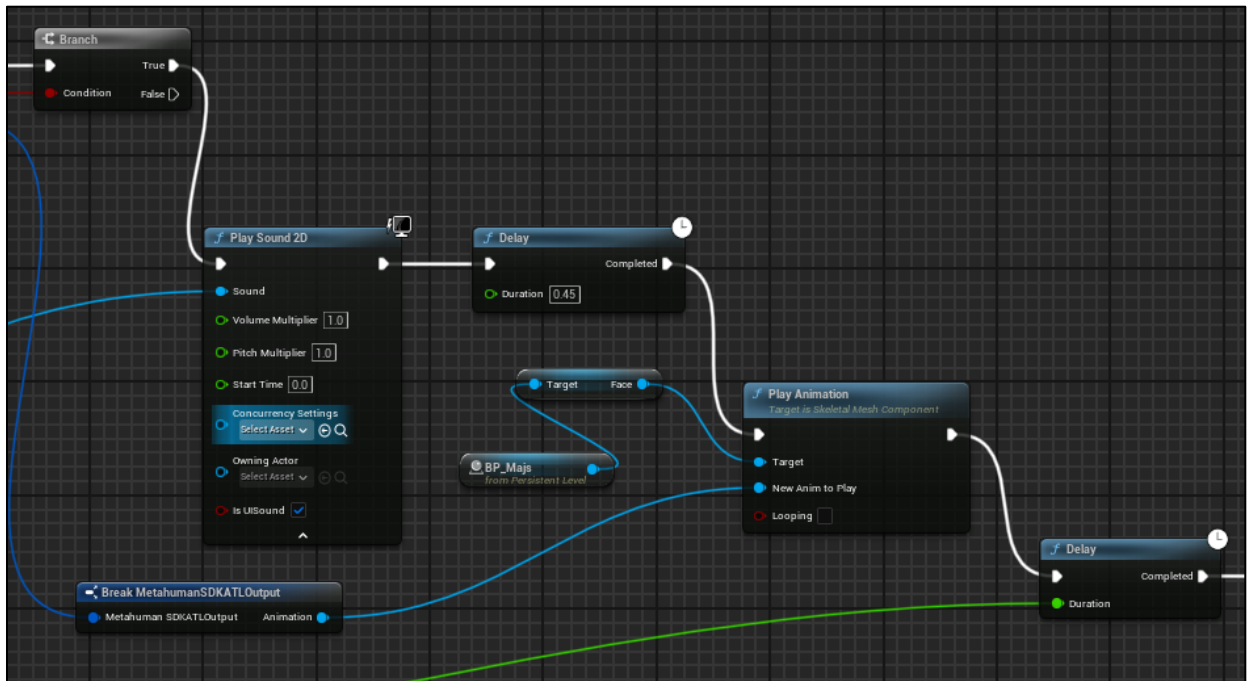 Branch
True
Condition
False
Play Sound 2D
Sound
Volume Multiplier 1.0
Pitch Multiplier 1.0
Start Time 0.0
Concurrency Settings
Select Asset
Owning Actor
Select Asset
Is UISound
Delay
Completed
Duration 0.45
Target Face
BP_Majs
from Persistent Level
Play Animation
Target is Skeletal Mesh Component
Target
New Anim to Play
Looping
Break MetahumanSDKATLOutput
Metahuman SDKATLOutput Animation
Delay
Completed
Duration